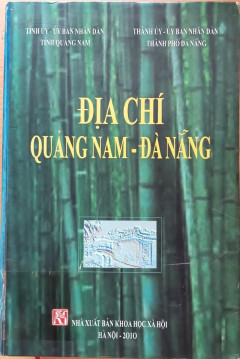 TỈNH ỦY - ỦY BAN NHÂN DÂN
TỈNH QUẢNG NAM
THÀNH ỦY - ỦY BAN NHÂN DÂN
THÀNH PHỐ ĐÀ NẴNG
ĐỊA CHÍ
QUẢNG NAM - ĐÀ NẴNG
NHÀ XUẤT BẢN KHOA HỌC XÃ HỘI
HÀ NỘI - 2010